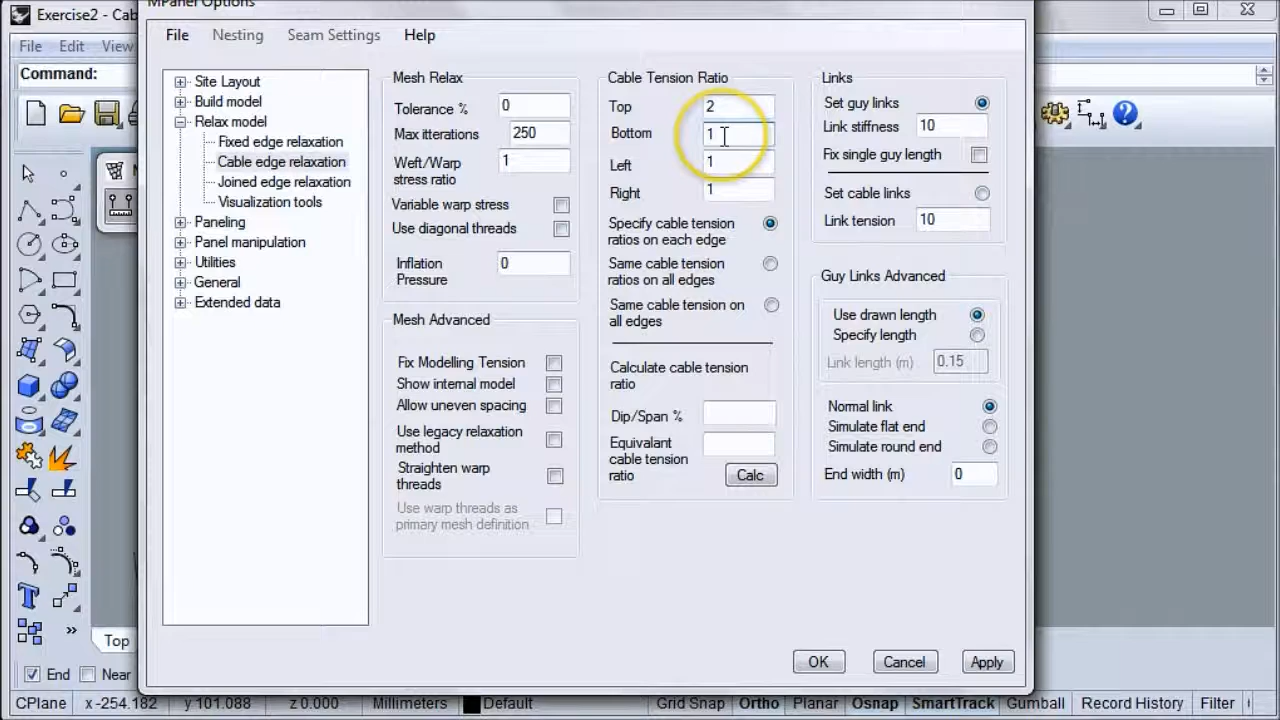 Exercise2 - Cab
MPanel Options
File Edit View
Command:
File Nesting Seam Settings Help
Site Layout
Build model
Relax model
Fixed edge relaxation
Cable edge relaxation
Joined edge relaxation
Visualization tools
Paneling
Panel manipulation
Utilities
General
Extended data
Mesh Relax
Tolerance % 0
Max itterations 250
Weft/Warp
stress ratio 1
Variable warp stress
Use diagonal threads
Inflation
Pressure 0
Mesh Advanced
Fix Modelling Tension
Show internal model
Allow uneven spacing
Use legacy relaxation
method
Straighten warp
threads
Use warp threads as
primary mesh definition
Cable Tension Ratio
Top 2
Bottom 1
Left 1
Right 1
Specify cable tension
ratios on each edge
Same cable tension
ratios on all edges
Same cable tension on
all edges
Calculate cable tension
ratio
Dip/Span %
Equivalant
cable tension
ratio
Calc
Links
Set guy links
Link stiffness 10
Fix single guy length
Set cable links
Link tension 10
Guy Links Advanced
Use drawn length
Specify length
Link length (m) 0.15
Normal link
Simulate flat end
Simulate round end
End width (m) 0
OK Cancel Apply
Top
End Near
CPlane x -254.182 y 101.088 z 0.000 Millimeters Default Grid Snap Ortho Planar Osnap SmartTrack Gumball Record History Filter